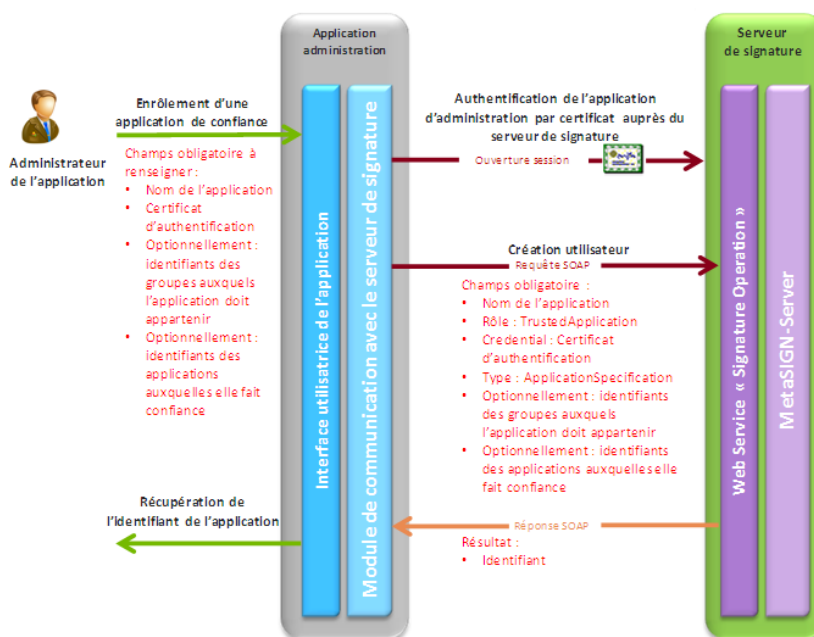 Application
administration
Serveur
de signature
Administrateur
de l'application
Enrôlement d'une
application de confiance
Champs obligatoire à
renseigner :
• Nom de l'application
• Certificat
d'authentification
• Optionnellement :
identifiants des
groupes auxquels
l'application doit
appartenir
• Optionnellement :
identifiants des
applications
auxquelles elle fait
confiance
Récupération de
l'identifiant de l'application
Interface utilisatrice de l'application
Module de communication avec le serveur de signature
Authentification de l'application
d'administration par certificat auprès du
serveur de signature
Ouverture session
Création utilisateur
Requête SOAP
Champs obligatoire :
• Nom de l'application
• Rôle : TrustedApplication
• Credential : Certificat
d'authentification
• Type : ApplicationSpecification
• Optionnellement : identifiants
des groupes auxquels
l'application doit appartenir
• Optionnellement : identifiants
des applications auxquelles elle
fait confiance
Réponse SOAP
Résultat :
• Identifiant
Web Service « Signature Operation »
MetaSIGN-Server